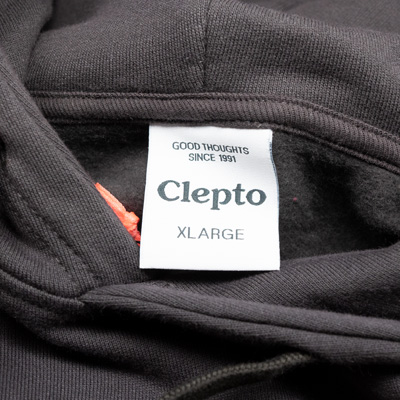 GOOD THOUGHTS
SINCE 1991
Clepto
XLARGE